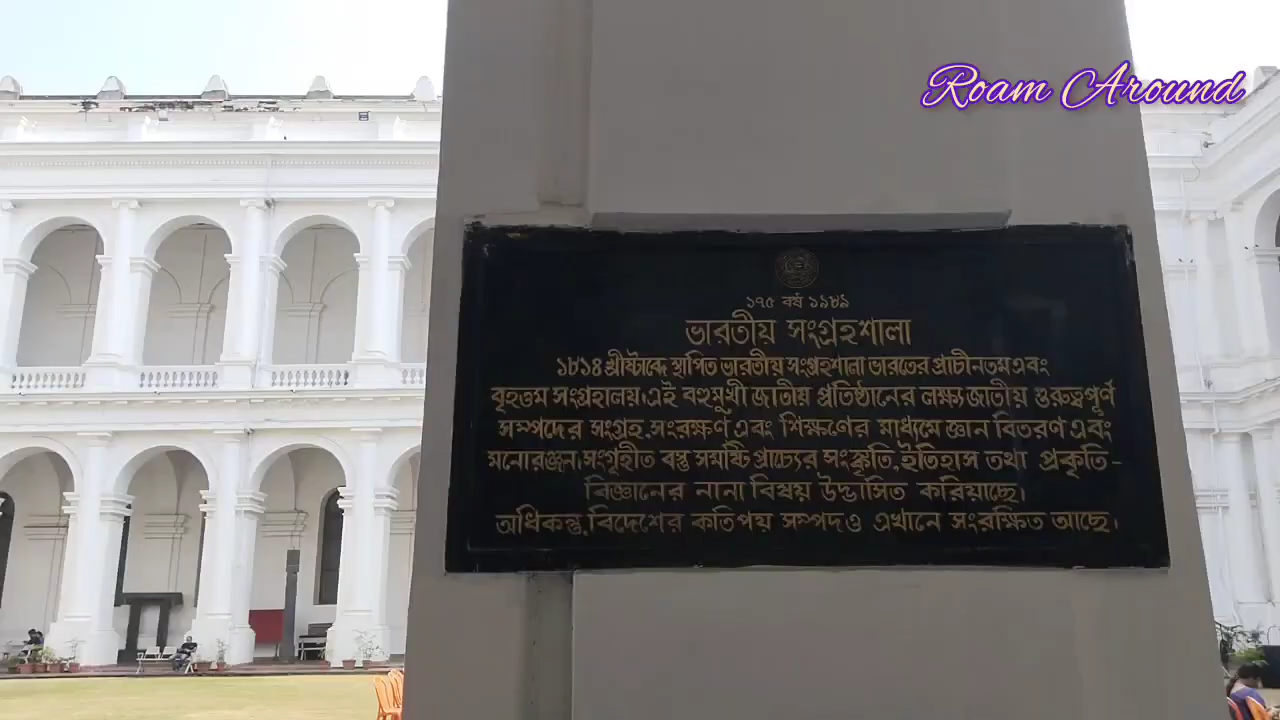 Roam Around
১৭৫ বর্ষ ১৯৮৯
ভারতীয় সংগ্রহশালা
১৮১৪ খ্রীষ্টাব্দে স্থাপিত ভারতীয় সংগ্রহশালা ভারতের প্রাচীনতম এবং
বৃহত্তম সংগ্রহালয়।এই বহুমুখী জাতীয় প্রতিষ্ঠানের লক্ষ্য জাতীয় গুরুত্বপূর্ণ
সম্পদের সংগ্রহ,সংরক্ষণ এবং শিক্ষণের মাধ্যমে জ্ঞান বিতরণ এবং
মনোরঞ্জন।সংগৃহীত বস্তু সমষ্টি প্রাচ্যের সংস্কৃতি,ইতিহাস তথা প্রকৃতি-
বিজ্ঞানের নানা বিষয় উদ্ভাসিত করিয়াছে।
অধিকন্তু,বিদেশের কতিপয় সম্পদও এখানে সংরক্ষিত আছে।